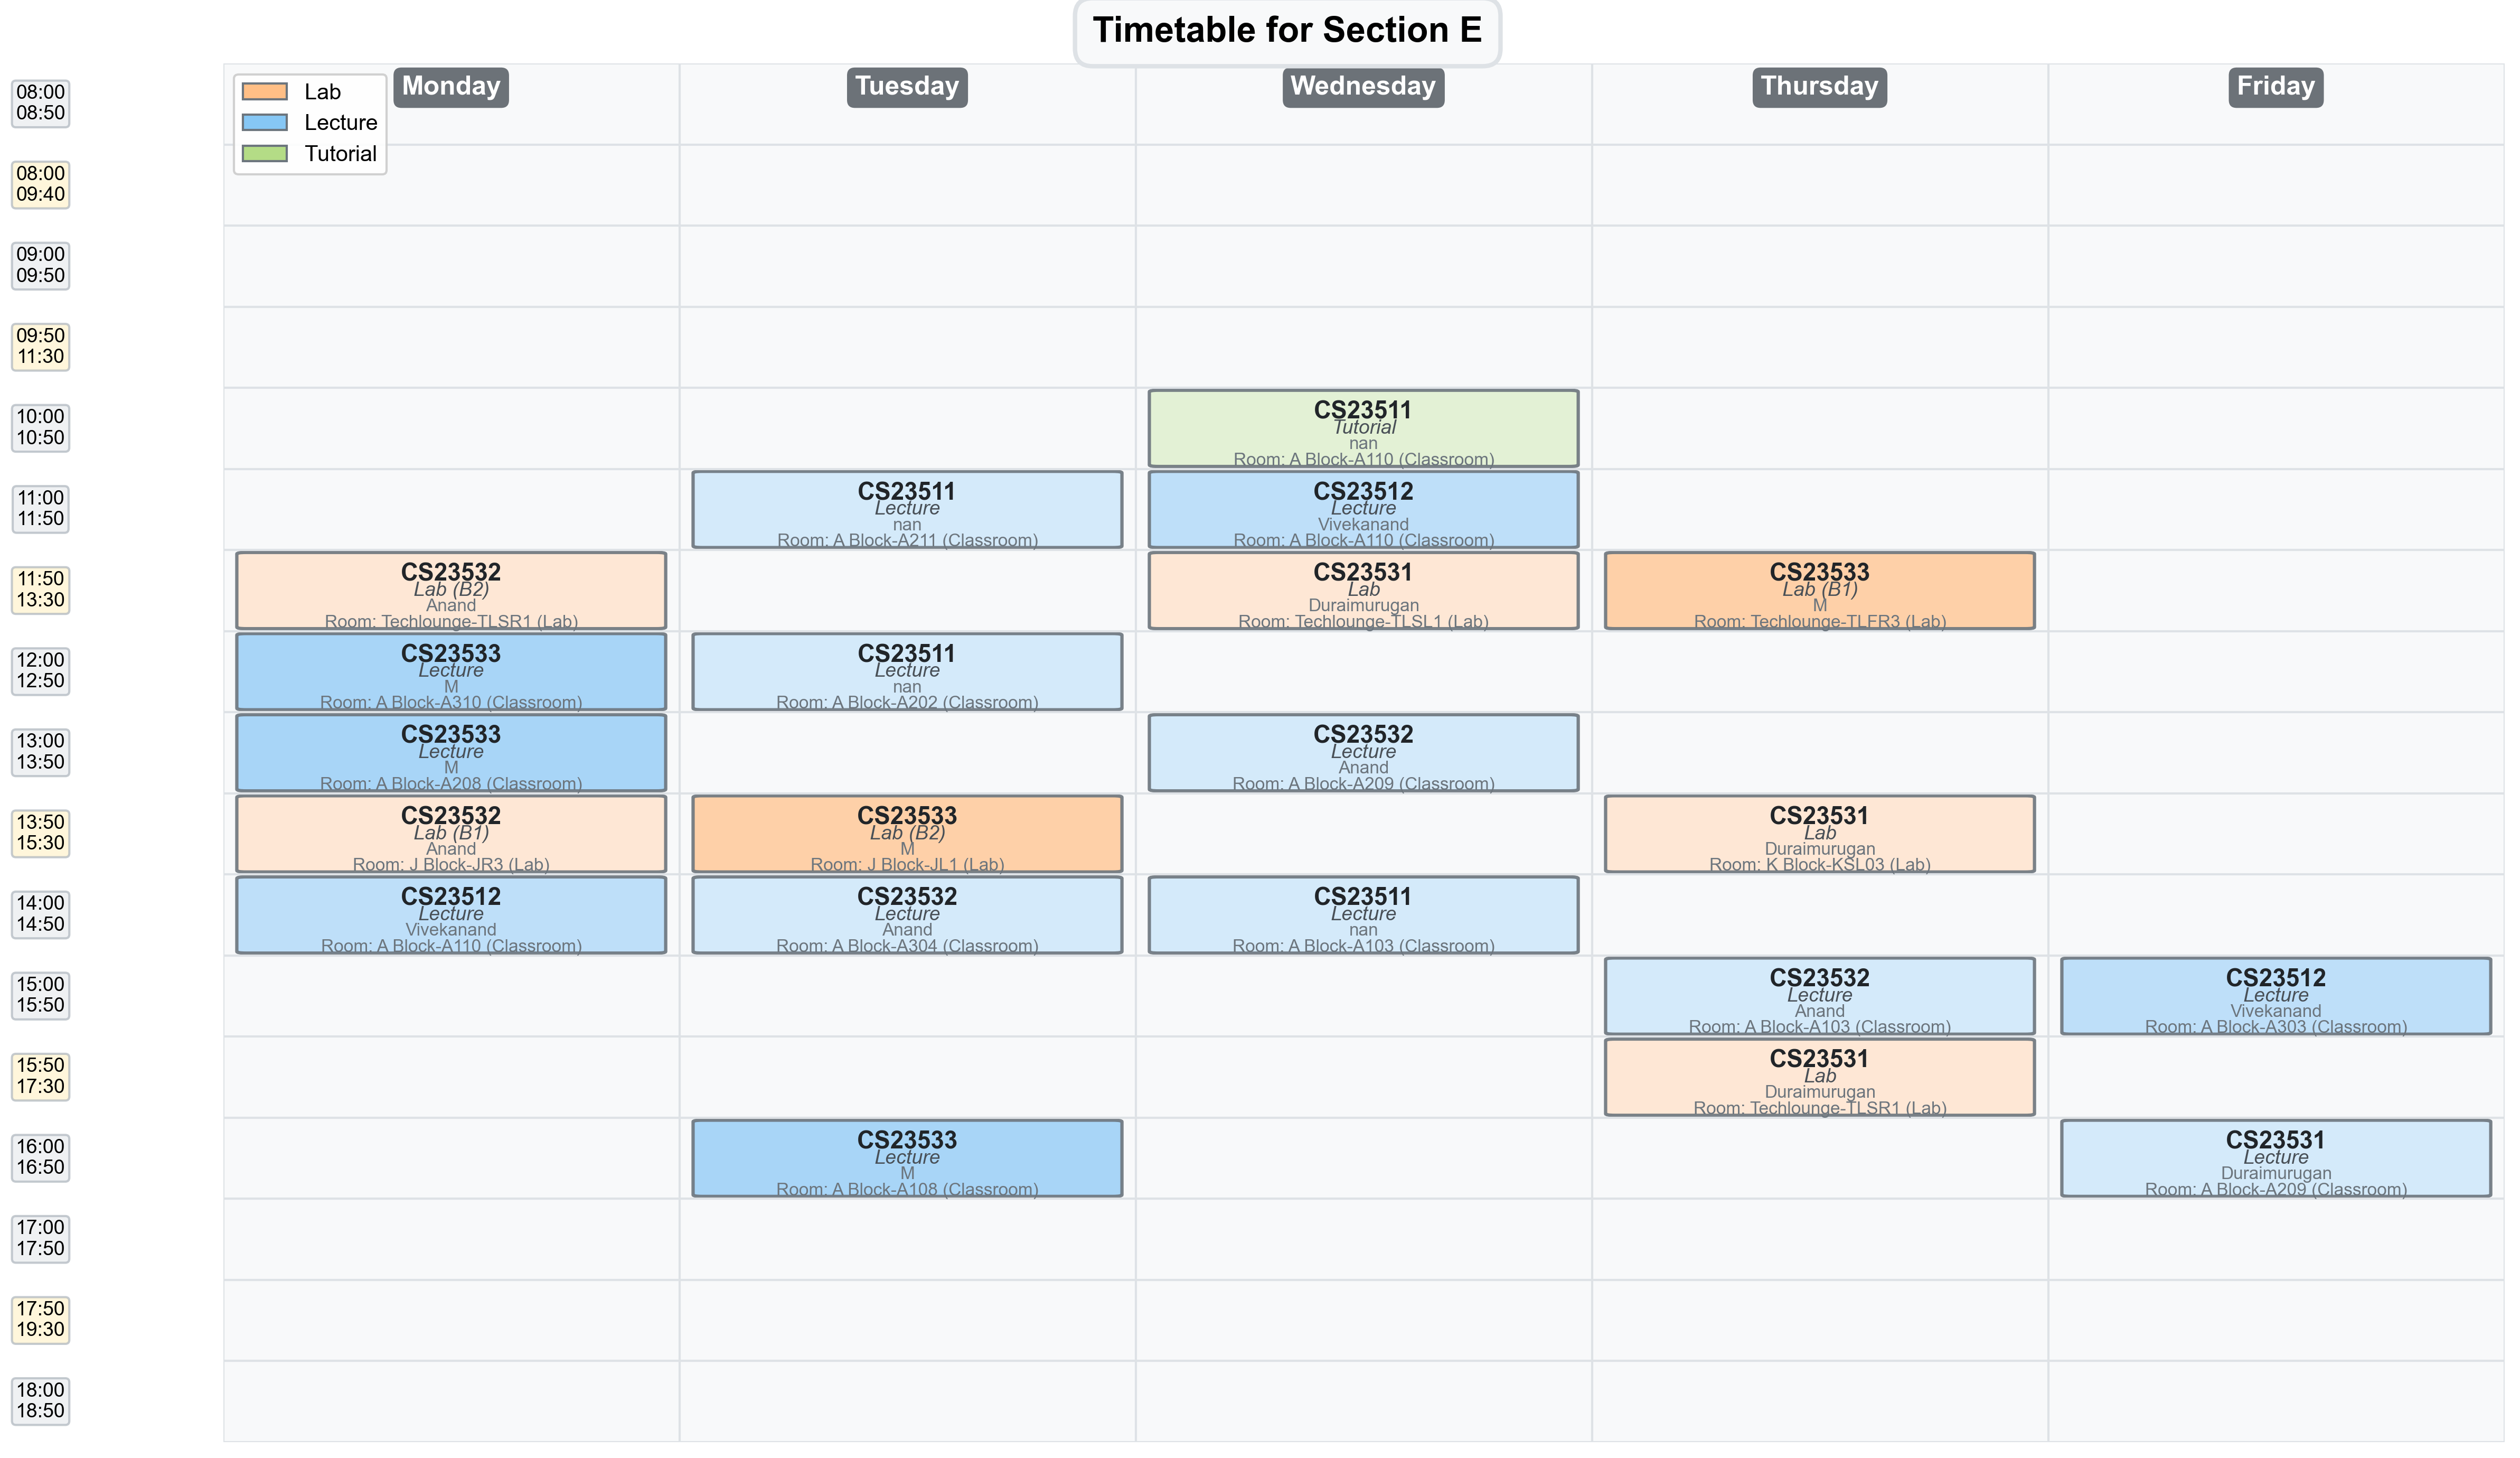 Timetable for Section E
Lab
Lecture
Tutorial
Monday
Tuesday
Wednesday
Thursday
Friday
08:00
08:50
08:00
09:40
09:00
09:50
09:50
11:30
10:00
10:50
CS23511
Tutorial
nan
Room: A Block-A110 (Classroom)
11:00
11:50
CS23511
Lecture
nan
Room: A Block-A211 (Classroom)
CS23512
Lecture
Vivekanand
Room: A Block-A110 (Classroom)
11:50
13:30
CS23532
Lab (B2)
Anand
Room: Techlounge-TLSR1 (Lab)
CS23531
Lab
Duraimurugan
Room: Techlounge-TLSL1 (Lab)
CS23533
Lab (B1)
M
Room: Techlounge-TLFR3 (Lab)
12:00
12:50
CS23533
Lecture
M
Room: A Block-A310 (Classroom)
CS23511
Lecture
nan
Room: A Block-A202 (Classroom)
13:00
13:50
CS23533
Lecture
M
Room: A Block-A208 (Classroom)
CS23532
Lecture
Anand
Room: A Block-A209 (Classroom)
13:50
15:30
CS23532
Lab (B1)
Anand
Room: J Block-JR3 (Lab)
CS23533
Lab (B2)
M
Room: J Block-JL1 (Lab)
CS23531
Lab
Duraimurugan
Room: K Block-KSL03 (Lab)
14:00
14:50
CS23512
Lecture
Vivekanand
Room: A Block-A110 (Classroom)
CS23532
Lecture
Anand
Room: A Block-A304 (Classroom)
CS23511
Lecture
nan
Room: A Block-A103 (Classroom)
15:00
15:50
CS23532
Lecture
Anand
Room: A Block-A103 (Classroom)
CS23512
Lecture
Vivekanand
Room: A Block-A303 (Classroom)
15:50
17:30
CS23531
Lab
Duraimurugan
Room: Techlounge-TLSR1 (Lab)
16:00
16:50
CS23533
Lecture
M
Room: A Block-A108 (Classroom)
CS23531
Lecture
Duraimurugan
Room: A Block-A209 (Classroom)
17:00
17:50
17:50
19:30
18:00
18:50